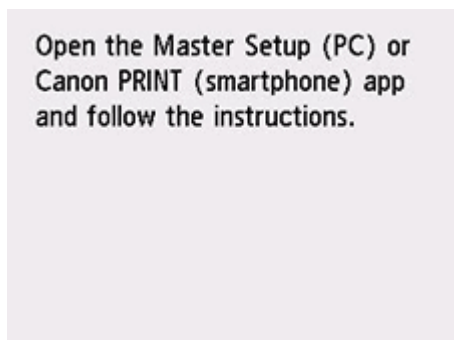 Open the Master Setup (PC) or
Canon PRINT (smartphone) app
and follow the instructions.